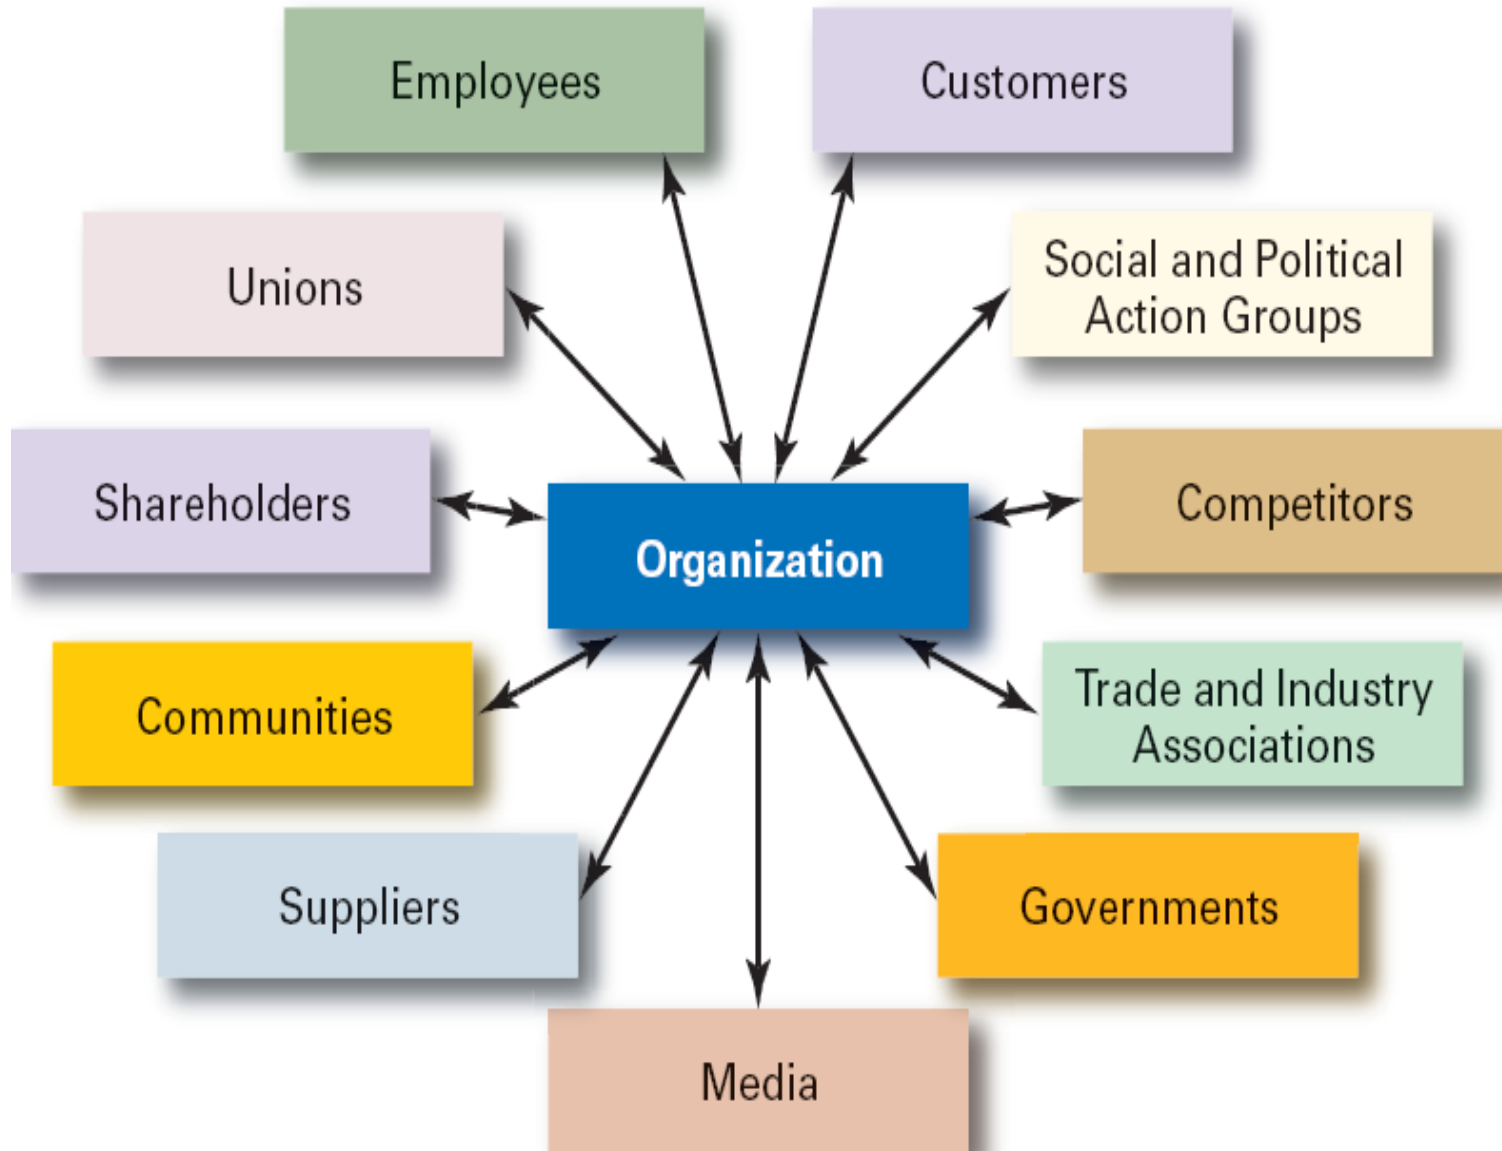 Employees
Customers
Unions
Social and Political
Action Groups
Shareholders
Competitors
Organization
Communities
Trade and Industry
Associations
Suppliers
Governments
Media